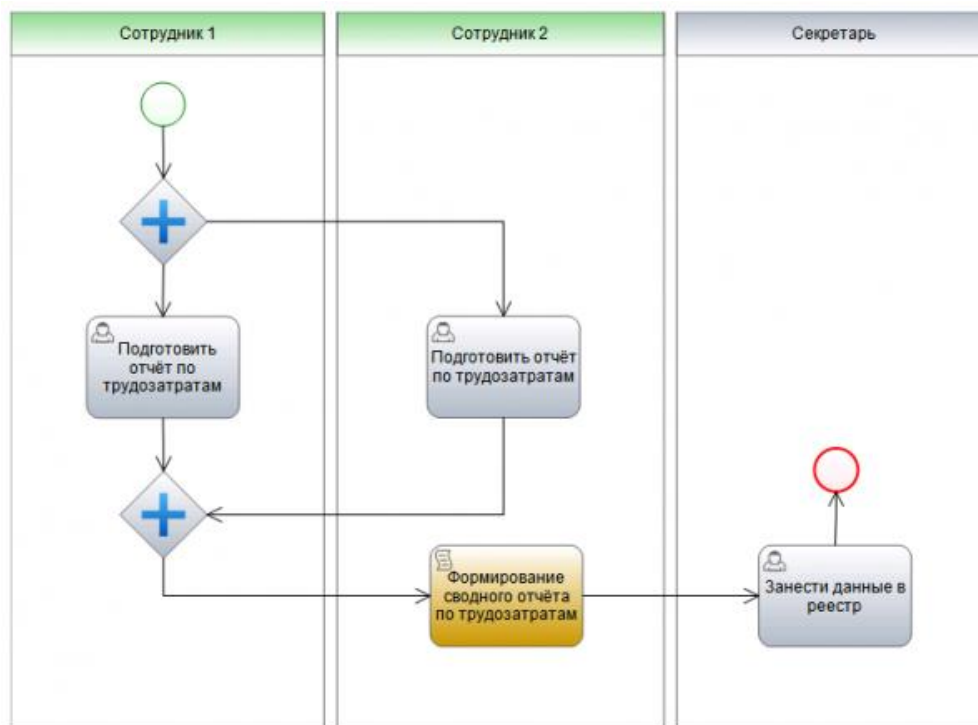 Сотрудник 1
Сотрудник 2
Секретарь
Подготовить
отчёт по
трудозатратам
Подготовить отчёт
по трудозатратам
Формирование
сводного отчёта
по трудозатратам
Занести данные в
реестр